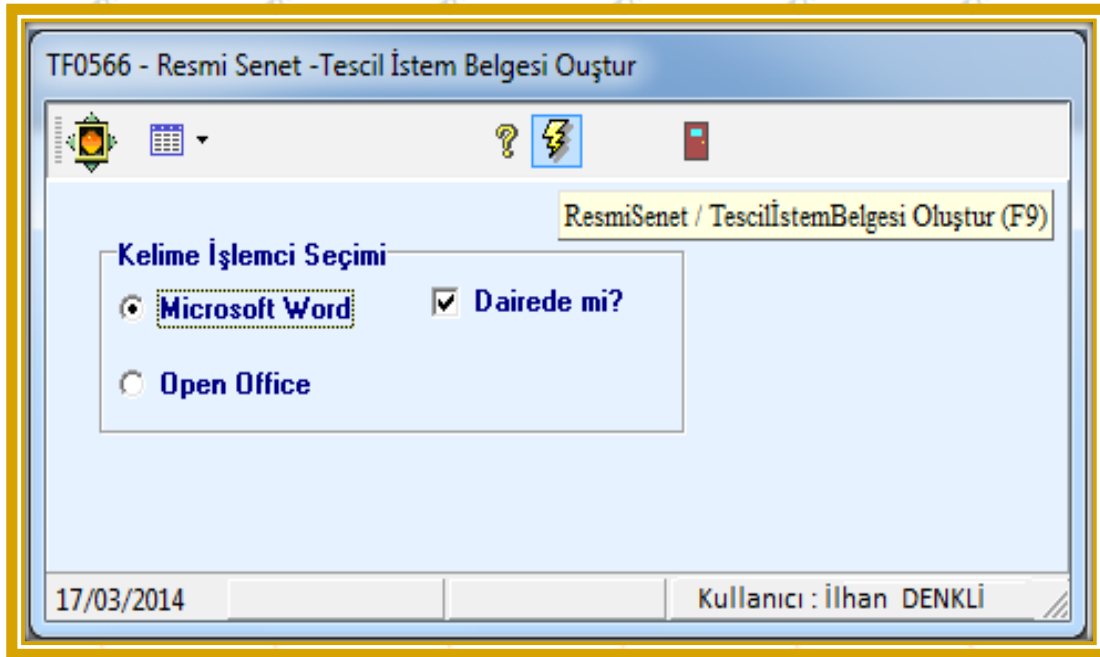 TF0566 - Resmi Senet -Tescil İstem Belgesi Ouştur
ResmiSenet / TescilİstemBelgesi Oluştur (F9)
Kelime İşlemci Seçimi
Microsoft Word Dairede mi?
Open Office
17/03/2014 Kullanıcı : İlhan DENKLİ